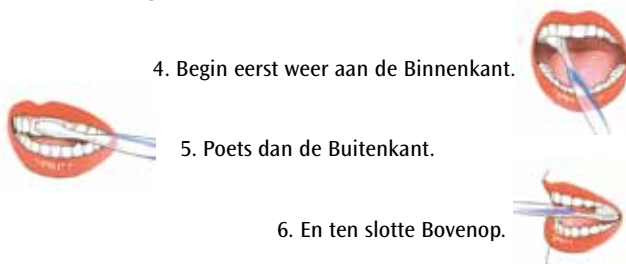 4. Begin eerst weer aan de Binnenkant.
5. Poets dan de Buitenkant.
6. En ten slotte Bovenop.